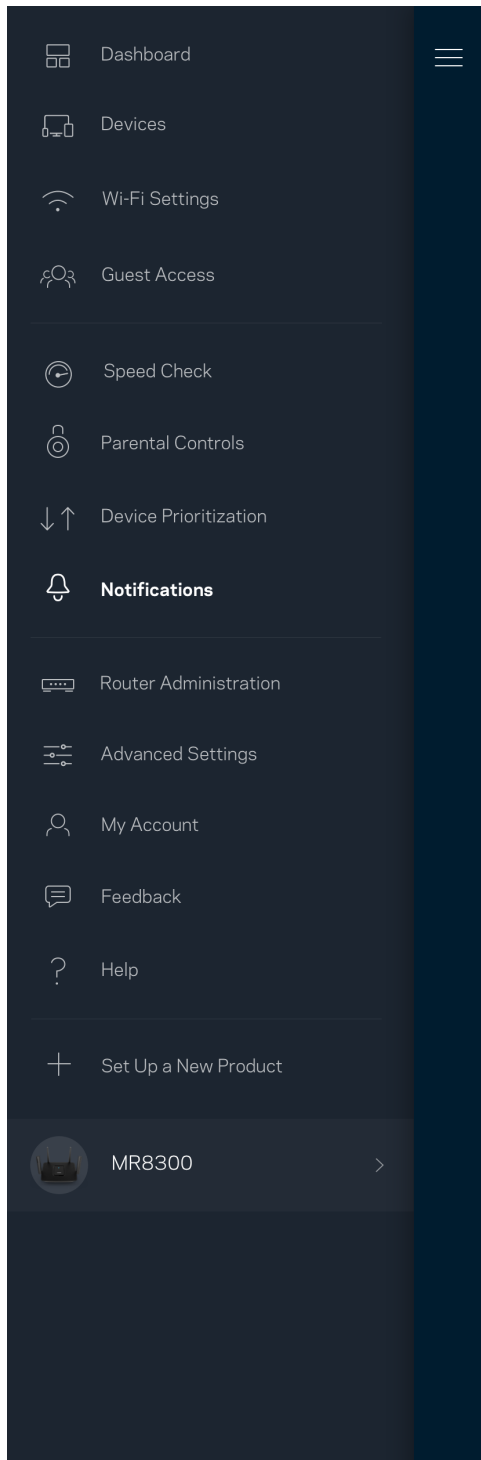 Dashboard
Devices
Wi-Fi Settings
Guest Access
Speed Check
Parental Controls
Device Prioritization
Notifications
Router Administration
Advanced Settings
My Account
Feedback
Help
Set Up a New Product
MR8300